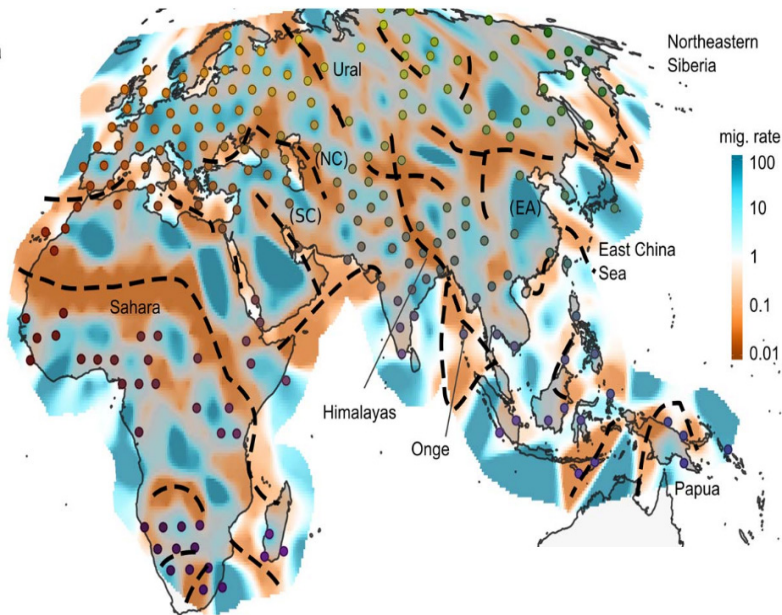 Northeastern
Siberia
Ural
mig. rate
100
10
1
0.1
0.01
(NC)
(SC)
(EA)
East China
Sea
Sahara
Himalayas
Onge
Papua